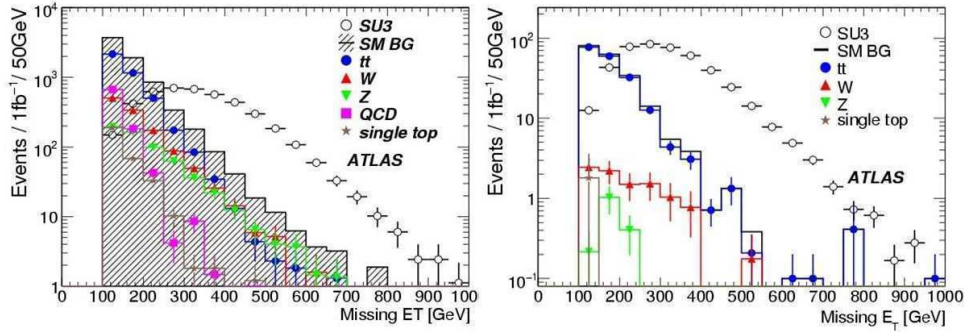 Events / 1fb⁻¹/ 50GeV
10⁴
10³
10²
10
1
SU3
SM BG
tt
W
Z
QCD
single top
ATLAS
0 100 200 300 400 500 600 700 800 900 100
Missing ET [GeV]
Events / 1fb⁻¹/ 50GeV
10²
10
1
10⁻¹
SU3
SM BG
tt
W
Z
single top
ATLAS
0 100 200 300 400 500 600 700 800 900 1000
Missing E_T [GeV]